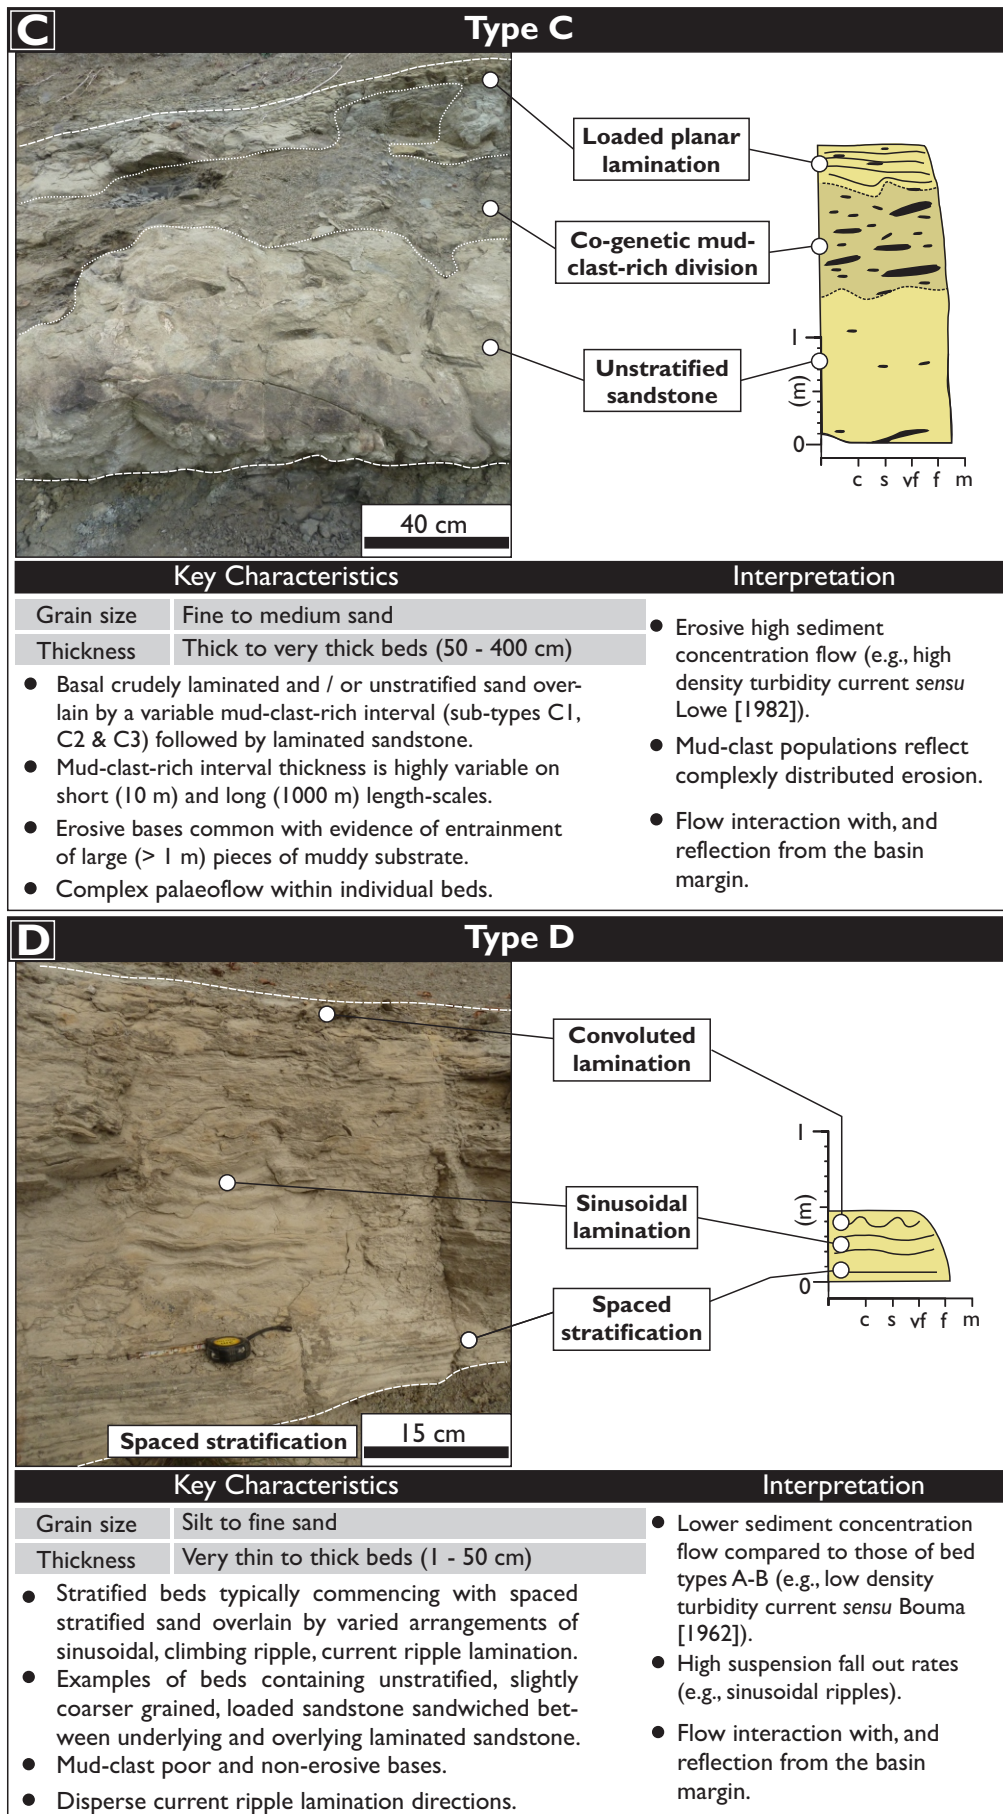 C
Type C
Loaded planar
lamination
Co-genetic mud-
clast-rich division
Unstratified
sandstone
1
(m)
0
c s vf f m
40 cm
Key Characteristics
Interpretation
Grain size
Fine to medium sand
Thickness
Thick to very thick beds (50 - 400 cm)
● Basal crudely laminated and / or unstratified sand over-
lain by a variable mud-clast-rich interval (sub-types C1,
C2 & C3) followed by laminated sandstone.
● Mud-clast-rich interval thickness is highly variable on
short (10 m) and long (1000 m) length-scales.
● Erosive bases common with evidence of entrainment
of large (> 1 m) pieces of muddy substrate.
● Complex palaeoflow within individual beds.
● Erosive high sediment
concentration flow (e.g., high
density turbidity current sensu
Lowe [1982]).
● Mud-clast populations reflect
complexly distributed erosion.
● Flow interaction with, and
reflection from the basin
margin.
D
Type D
Convoluted
lamination
Sinusoidal
lamination
Spaced
stratification
1
(m)
0
c s vf f m
Spaced stratification
15 cm
Key Characteristics
Interpretation
Grain size
Silt to fine sand
Thickness
Very thin to thick beds (1 - 50 cm)
● Stratified beds typically commencing with spaced
stratified sand overlain by varied arrangements of
sinusoidal, climbing ripple, current ripple lamination.
● Examples of beds containing unstratified, slightly
coarser grained, loaded sandstone sandwiched bet-
ween underlying and overlying laminated sandstone.
● Mud-clast poor and non-erosive bases.
● Disperse current ripple lamination directions.
● Lower sediment concentration
flow compared to those of bed
types A-B (e.g., low density
turbidity current sensu Bouma
[1962]).
● High suspension fall out rates
(e.g., sinusoidal ripples).
● Flow interaction with, and
reflection from the basin
margin.